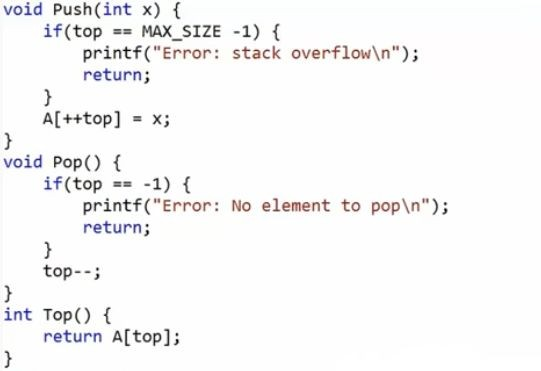 void Push(int x) {
    if(top == MAX_SIZE -1) {
        printf("Error: stack overflow\n");
        return;
    }
    A[++top] = x;
}
void Pop() {
    if(top == -1) {
        printf("Error: No element to pop\n");
        return;
    }
    top--;
}
int Top() {
    return A[top];
}